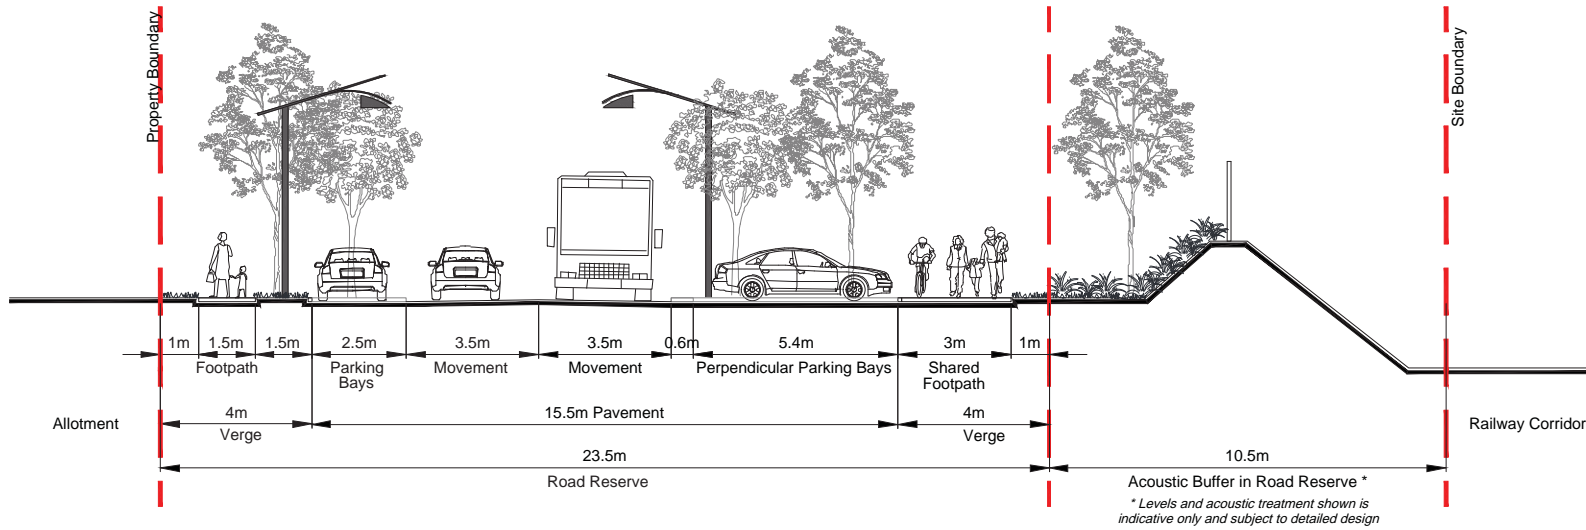 Property Boundary
Site Boundary
1m
1.5m
1.5m
2.5m
3.5m
3.5m
0.6m
5.4m
3m
1m
Footpath
Parking
Bays
Movement
Movement
Perpendicular Parking Bays
Shared
Footpath
Allotment
4m
Verge
15.5m Pavement
4m
Verge
Railway Corridor
23.5m
Road Reserve
10.5m
Acoustic Buffer in Road Reserve *
* Levels and acoustic treatment shown is
indicative only and subject to detailed design